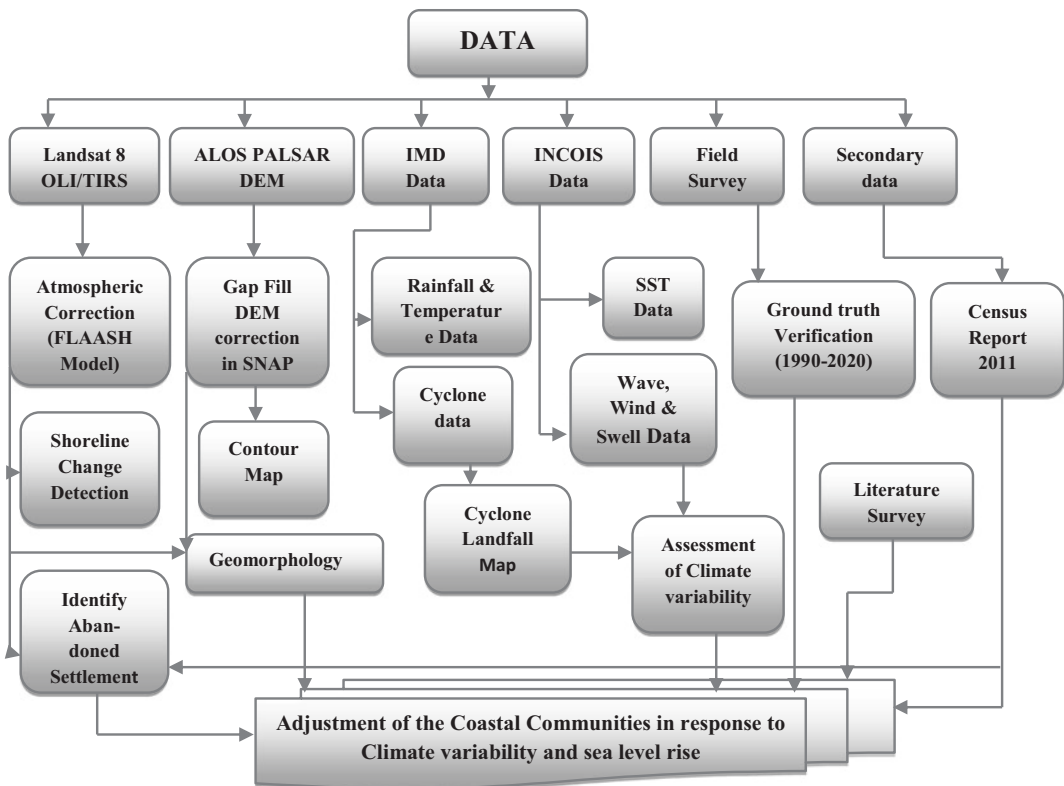 DATA
Landsat 8
OLI/TIRS
ALOS PALSAR
DEM
IMD
Data
INCOIS
Data
Field
Survey
Secondary
data
Atmospheric
Correction
(FLAASH
Model)
Gap Fill
DEM
correction
in SNAP
Rainfall &
Temperatur
e Data
SST
Data
Ground truth
Verification
(1990-2020)
Census
Report
2011
Shoreline
Change
Detection
Contour
Map
Cyclone
data
Wave,
Wind &
Swell Data
Literature
Survey
Geomorphology
Cyclone
Landfall
Map
Assessment
of Climate
variability
Identify
Aban-
doned
Settlement
Adjustment of the Coastal Communities in response to
Climate variability and sea level rise